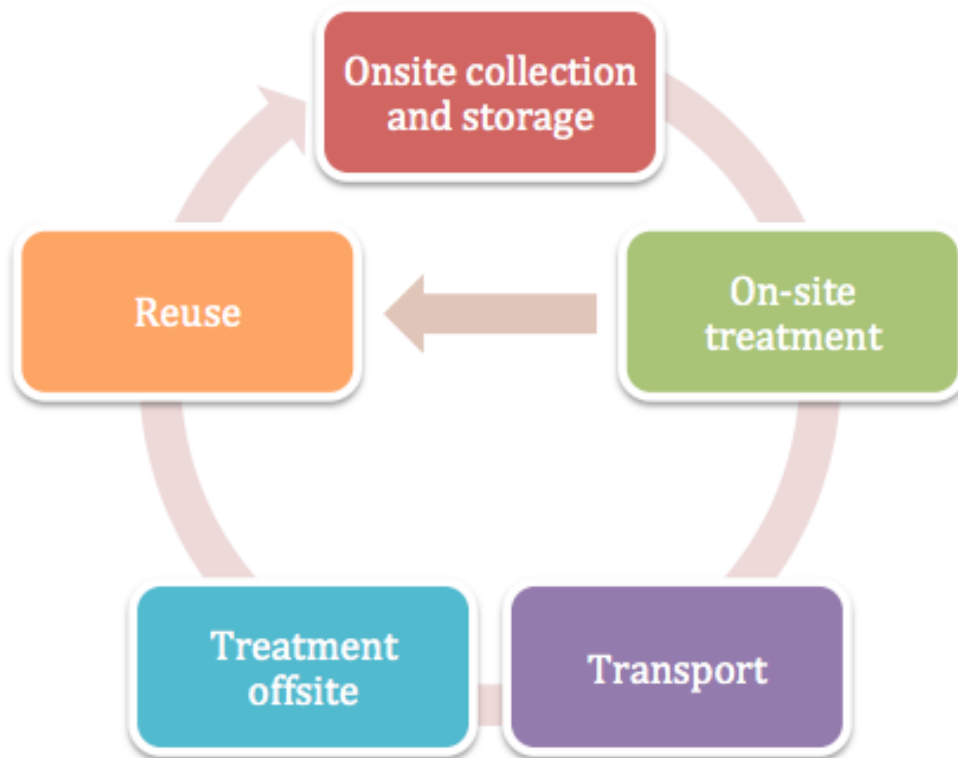 Onsite collection
and storage
On-site
treatment
Transport
Treatment
offsite
Reuse